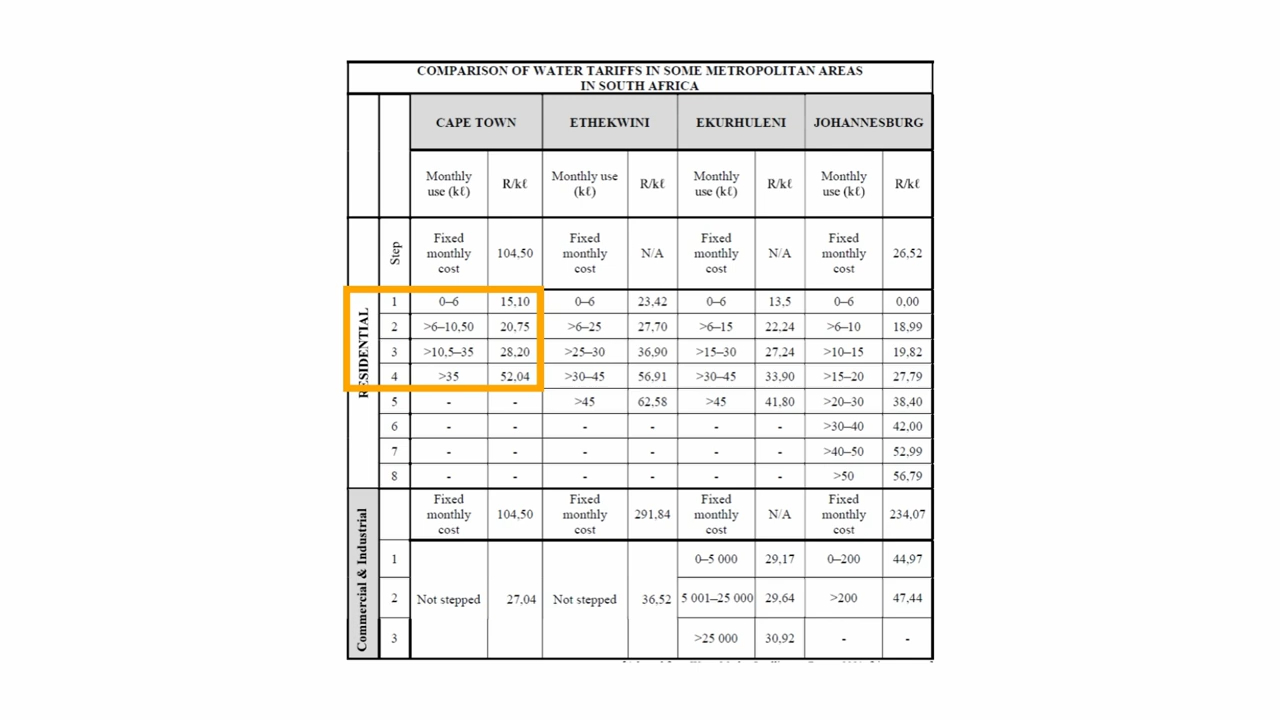 COMPARISON OF WATER TARIFFS IN SOME METROPOLITAN AREAS
IN SOUTH AFRICA
CAPE TOWN ETHEKWINI EKURHULENI JOHANNESBURG
Monthly use (kℓ) R/kℓ Monthly use (kℓ) R/kℓ Monthly use (kℓ) R/kℓ Monthly use (kℓ) R/kℓ
RESIDENTIAL
Step Fixed monthly cost 104,50 Fixed monthly cost N/A Fixed monthly cost N/A Fixed monthly cost 26,52
1 0–6 15,10 0–6 23,42 0–6 13,5 0–6 0,00
2 >6–10,50 20,75 >6–25 27,70 >6–15 22,24 >6–10 18,99
3 >10,5–35 28,20 >25–30 36,90 >15–30 27,24 >10–15 19,82
4 >35 52,04 >30–45 56,91 >30–45 33,90 >15–20 27,79
5 - - >45 62,58 >45 41,80 >20–30 38,40
6 - - - - - - >30–40 42,00
7 - - - - - - >40–50 52,99
8 - - - - - - >50 56,79
Commercial & Industrial
Fixed monthly cost 104,50 Fixed monthly cost 291,84 Fixed monthly cost N/A Fixed monthly cost 234,07
1 0–5 000 29,17 0–200 44,97
2 Not stepped 27,04 Not stepped 36,52 5 001–25 000 29,64 >200 47,44
3 >25 000 30,92 - -